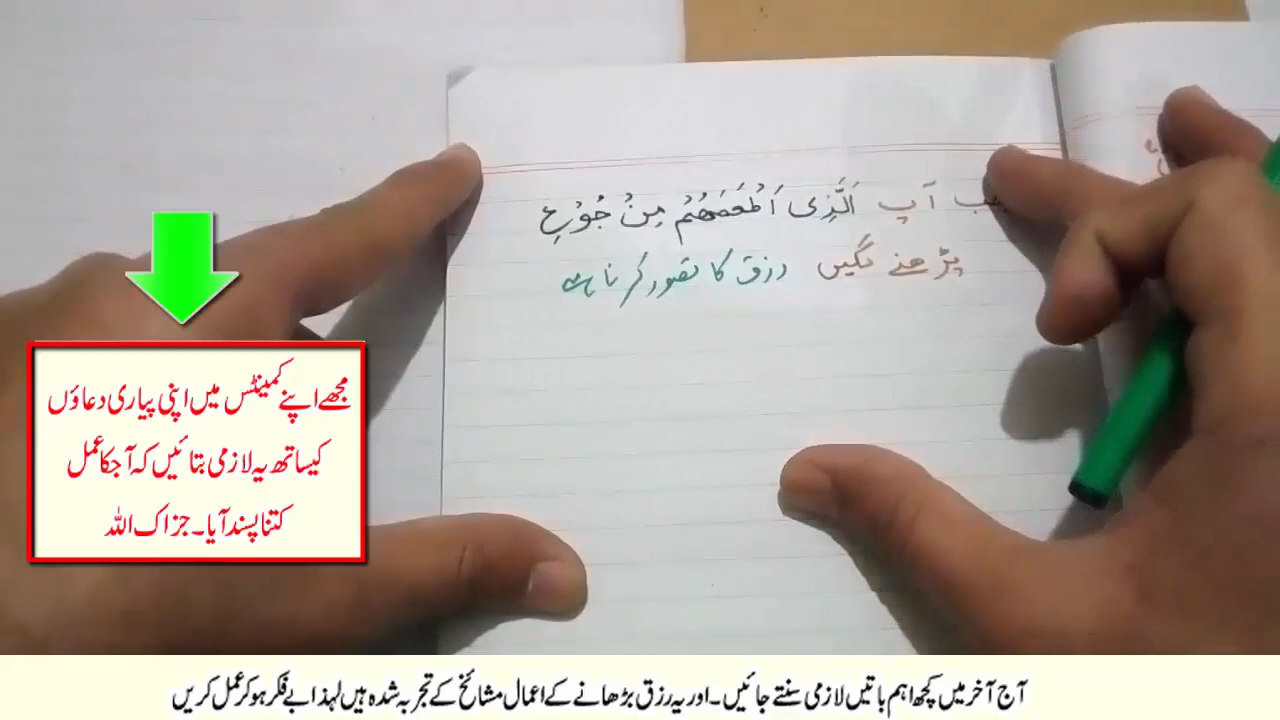 جب آپ اَلَّذِی اَطْعَمَهُمْ مِنْ جُوْعٍ
پڑھنے لگیں رزق کا تصور کرنا ہے
مجھے اپنے کمینٹس میں اپنی پیاری دعاؤں
کیساتھ یہ لازمی بتائیں کہ آجکا عمل
کتنا پسند آیا۔ جزاک اللہ
آج آخر میں کچھ اہم باتیں لازمی سنتے جائیں۔ اور یہ رزق بڑھانے کے اعمال مشائخ کے تجربہ شدہ ہیں لہذا بے فکر ہو کر عمل کریں